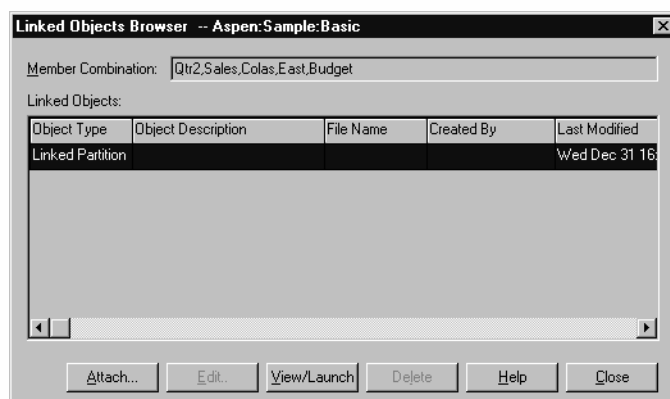 Linked Objects Browser -- Aspen:Sample:Basic
Member Combination: Qtr2,Sales,Colas,East,Budget
Linked Objects:
Object Type Object Description File Name Created By Last Modified
Linked Partition Wed Dec 31 16:
Attach... Edit.. View/Launch Delete Help Close